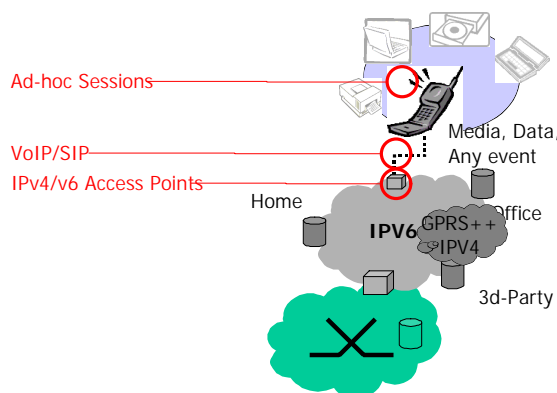 Ad-hoc Sessions
VoIP/SIP
Media, Data,
Any event
IPv4/v6 Access Points
Home
Office
IPV6
GPRS++
IPV4
3d-Party